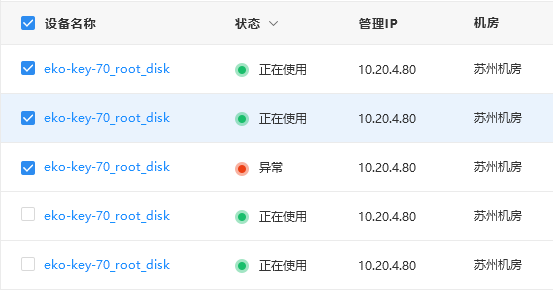 设备名称 状态 管理IP 机房
eko-key-70_root_disk 正在使用 10.20.4.80 苏州机房
eko-key-70_root_disk 正在使用 10.20.4.80 苏州机房
eko-key-70_root_disk 异常 10.20.4.80 苏州机房
eko-key-70_root_disk 正在使用 10.20.4.80 苏州机房
eko-key-70_root_disk 正在使用 10.20.4.80 苏州机房